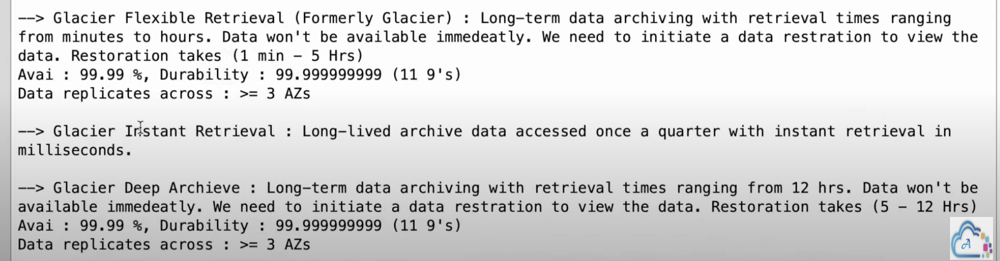 --> Glacier Flexible Retrieval (Formerly Glacier) : Long-term data archiving with retrieval times ranging
from minutes to hours. Data won't be available immedeatly. We need to initiate a data restration to view the
data. Restoration takes (1 min - 5 Hrs)
Avai : 99.99 %, Durability : 99.999999999 (11 9's)
Data replicates across : >= 3 AZs
--> Glacier Instant Retrieval : Long-lived archive data accessed once a quarter with instant retrieval in
milliseconds.
--> Glacier Deep Archieve : Long-term data archiving with retrieval times ranging from 12 hrs. Data won't be
available immedeatly. We need to initiate a data restration to view the data. Restoration takes (5 - 12 Hrs)
Avai : 99.99 %, Durability : 99.999999999 (11 9's)
Data replicates across : >= 3 AZs
A